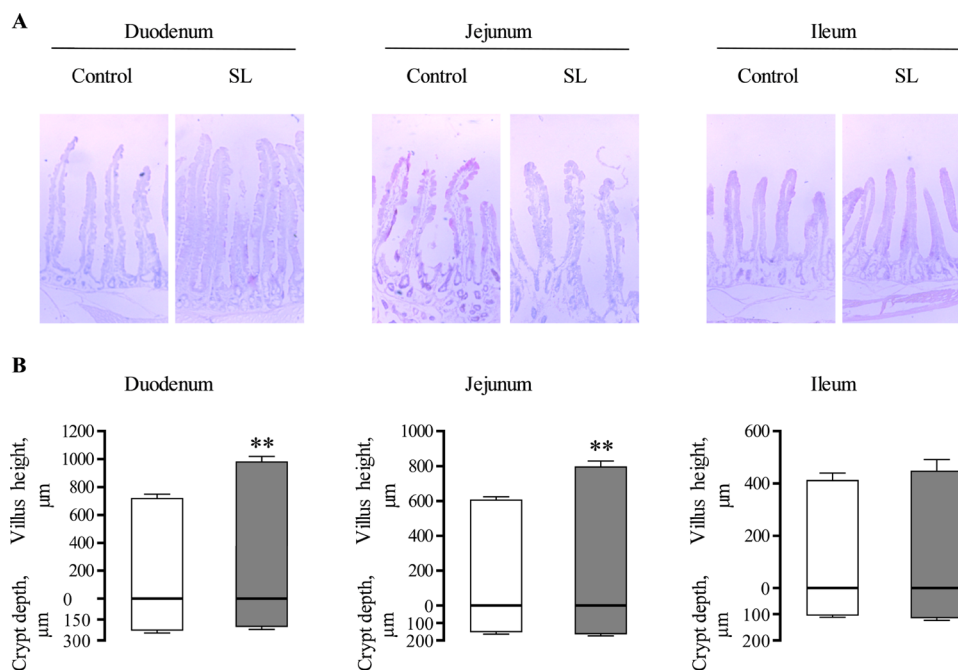 A
Duodenum Jejunum Ileum
Control SL Control SL Control SL
B
Duodenum Jejunum Ileum
Villus height, μm
Crypt depth, μm
1200
1000
800
600
400
200
0
150
300
**
Villus height, μm
Crypt depth, μm
1000
800
600
400
200
0
100
200
**
Villus height, μm
Crypt depth, μm
600
400
200
0
100
200